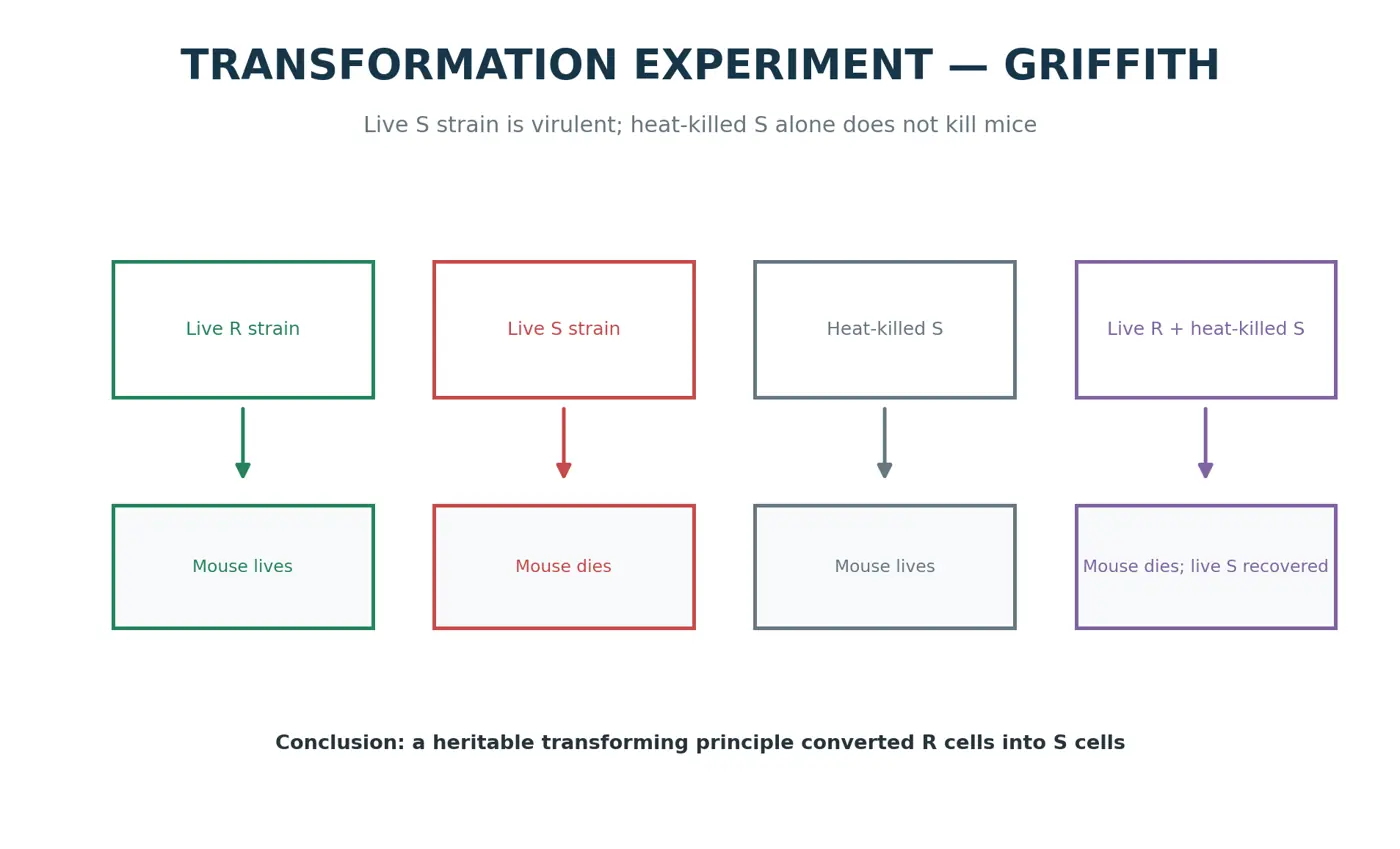 TRANSFORMATION EXPERIMENT — GRIFFITH
Live S strain is virulent; heat-killed S alone does not kill mice
Live R strain
Live S strain
Heat-killed S
Live R + heat-killed S
Mouse lives
Mouse dies
Mouse lives
Mouse dies; live S recovered
Conclusion: a heritable transforming principle converted R cells into S cells